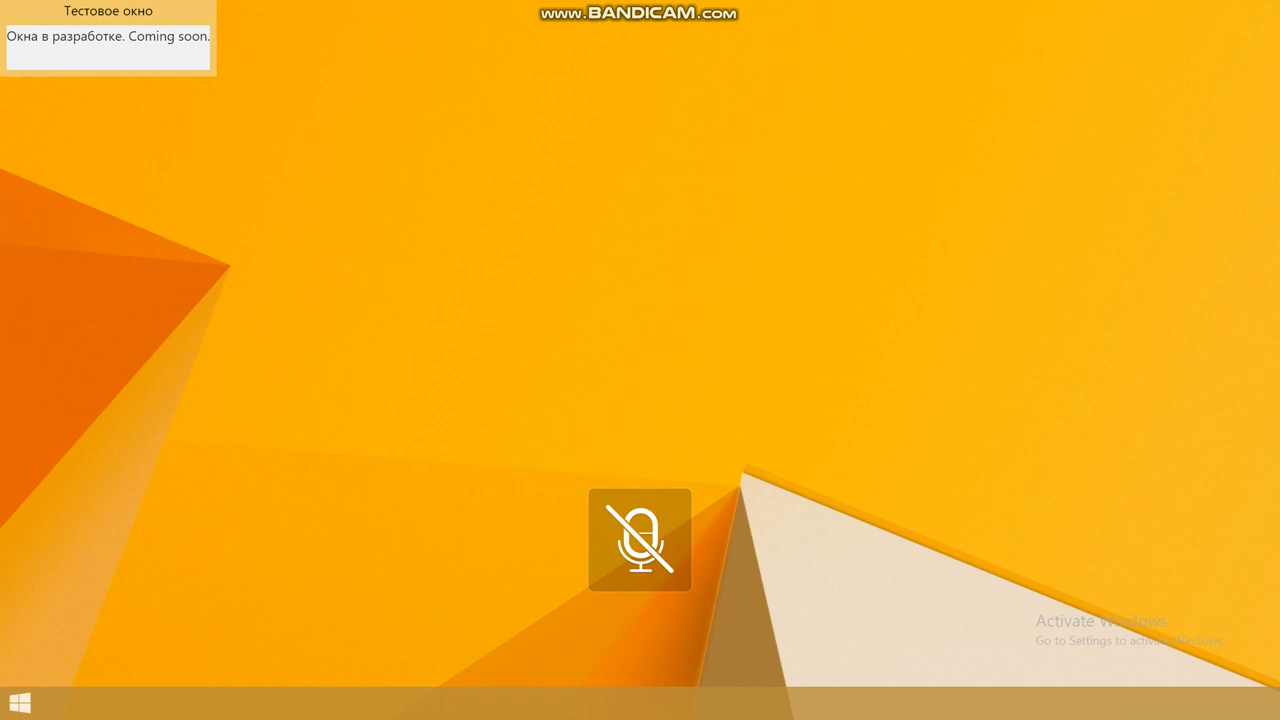 Тестовое окно
www.BANDICAM.com
Окна в разработке. Coming soon.
Activate Windows
Go to Settings to activate Windows.